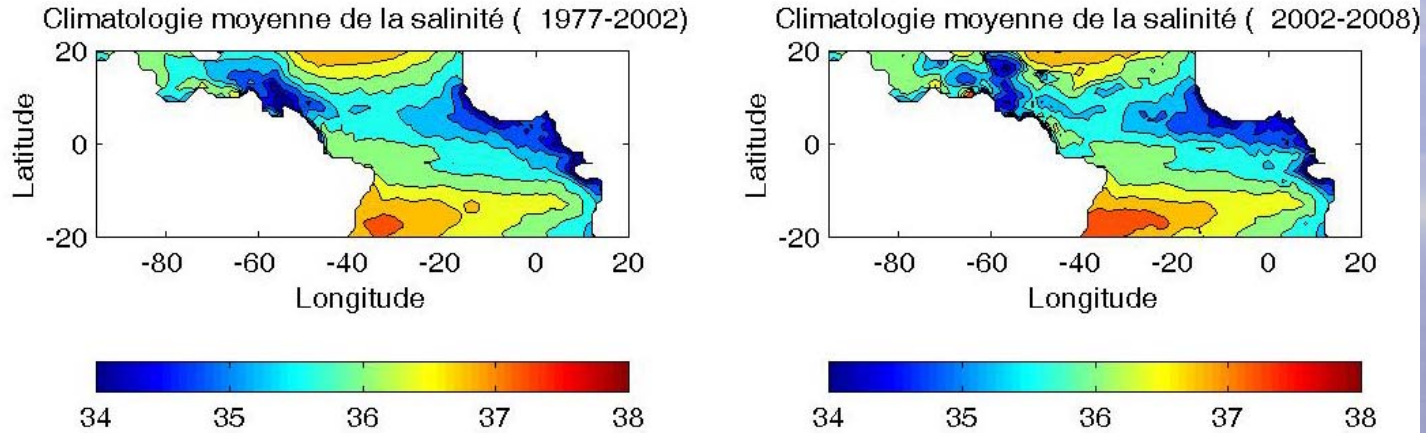 Climatologie moyenne de la salinité ( 1977-2002)
20
0
-20
Latitude
-80 -60 -40 -20 0 20
Longitude
34 35 36 37 38
Climatologie moyenne de la salinité ( 2002-2008)
20
0
-20
Latitude
-80 -60 -40 -20 0 20
Longitude
34 35 36 37 38